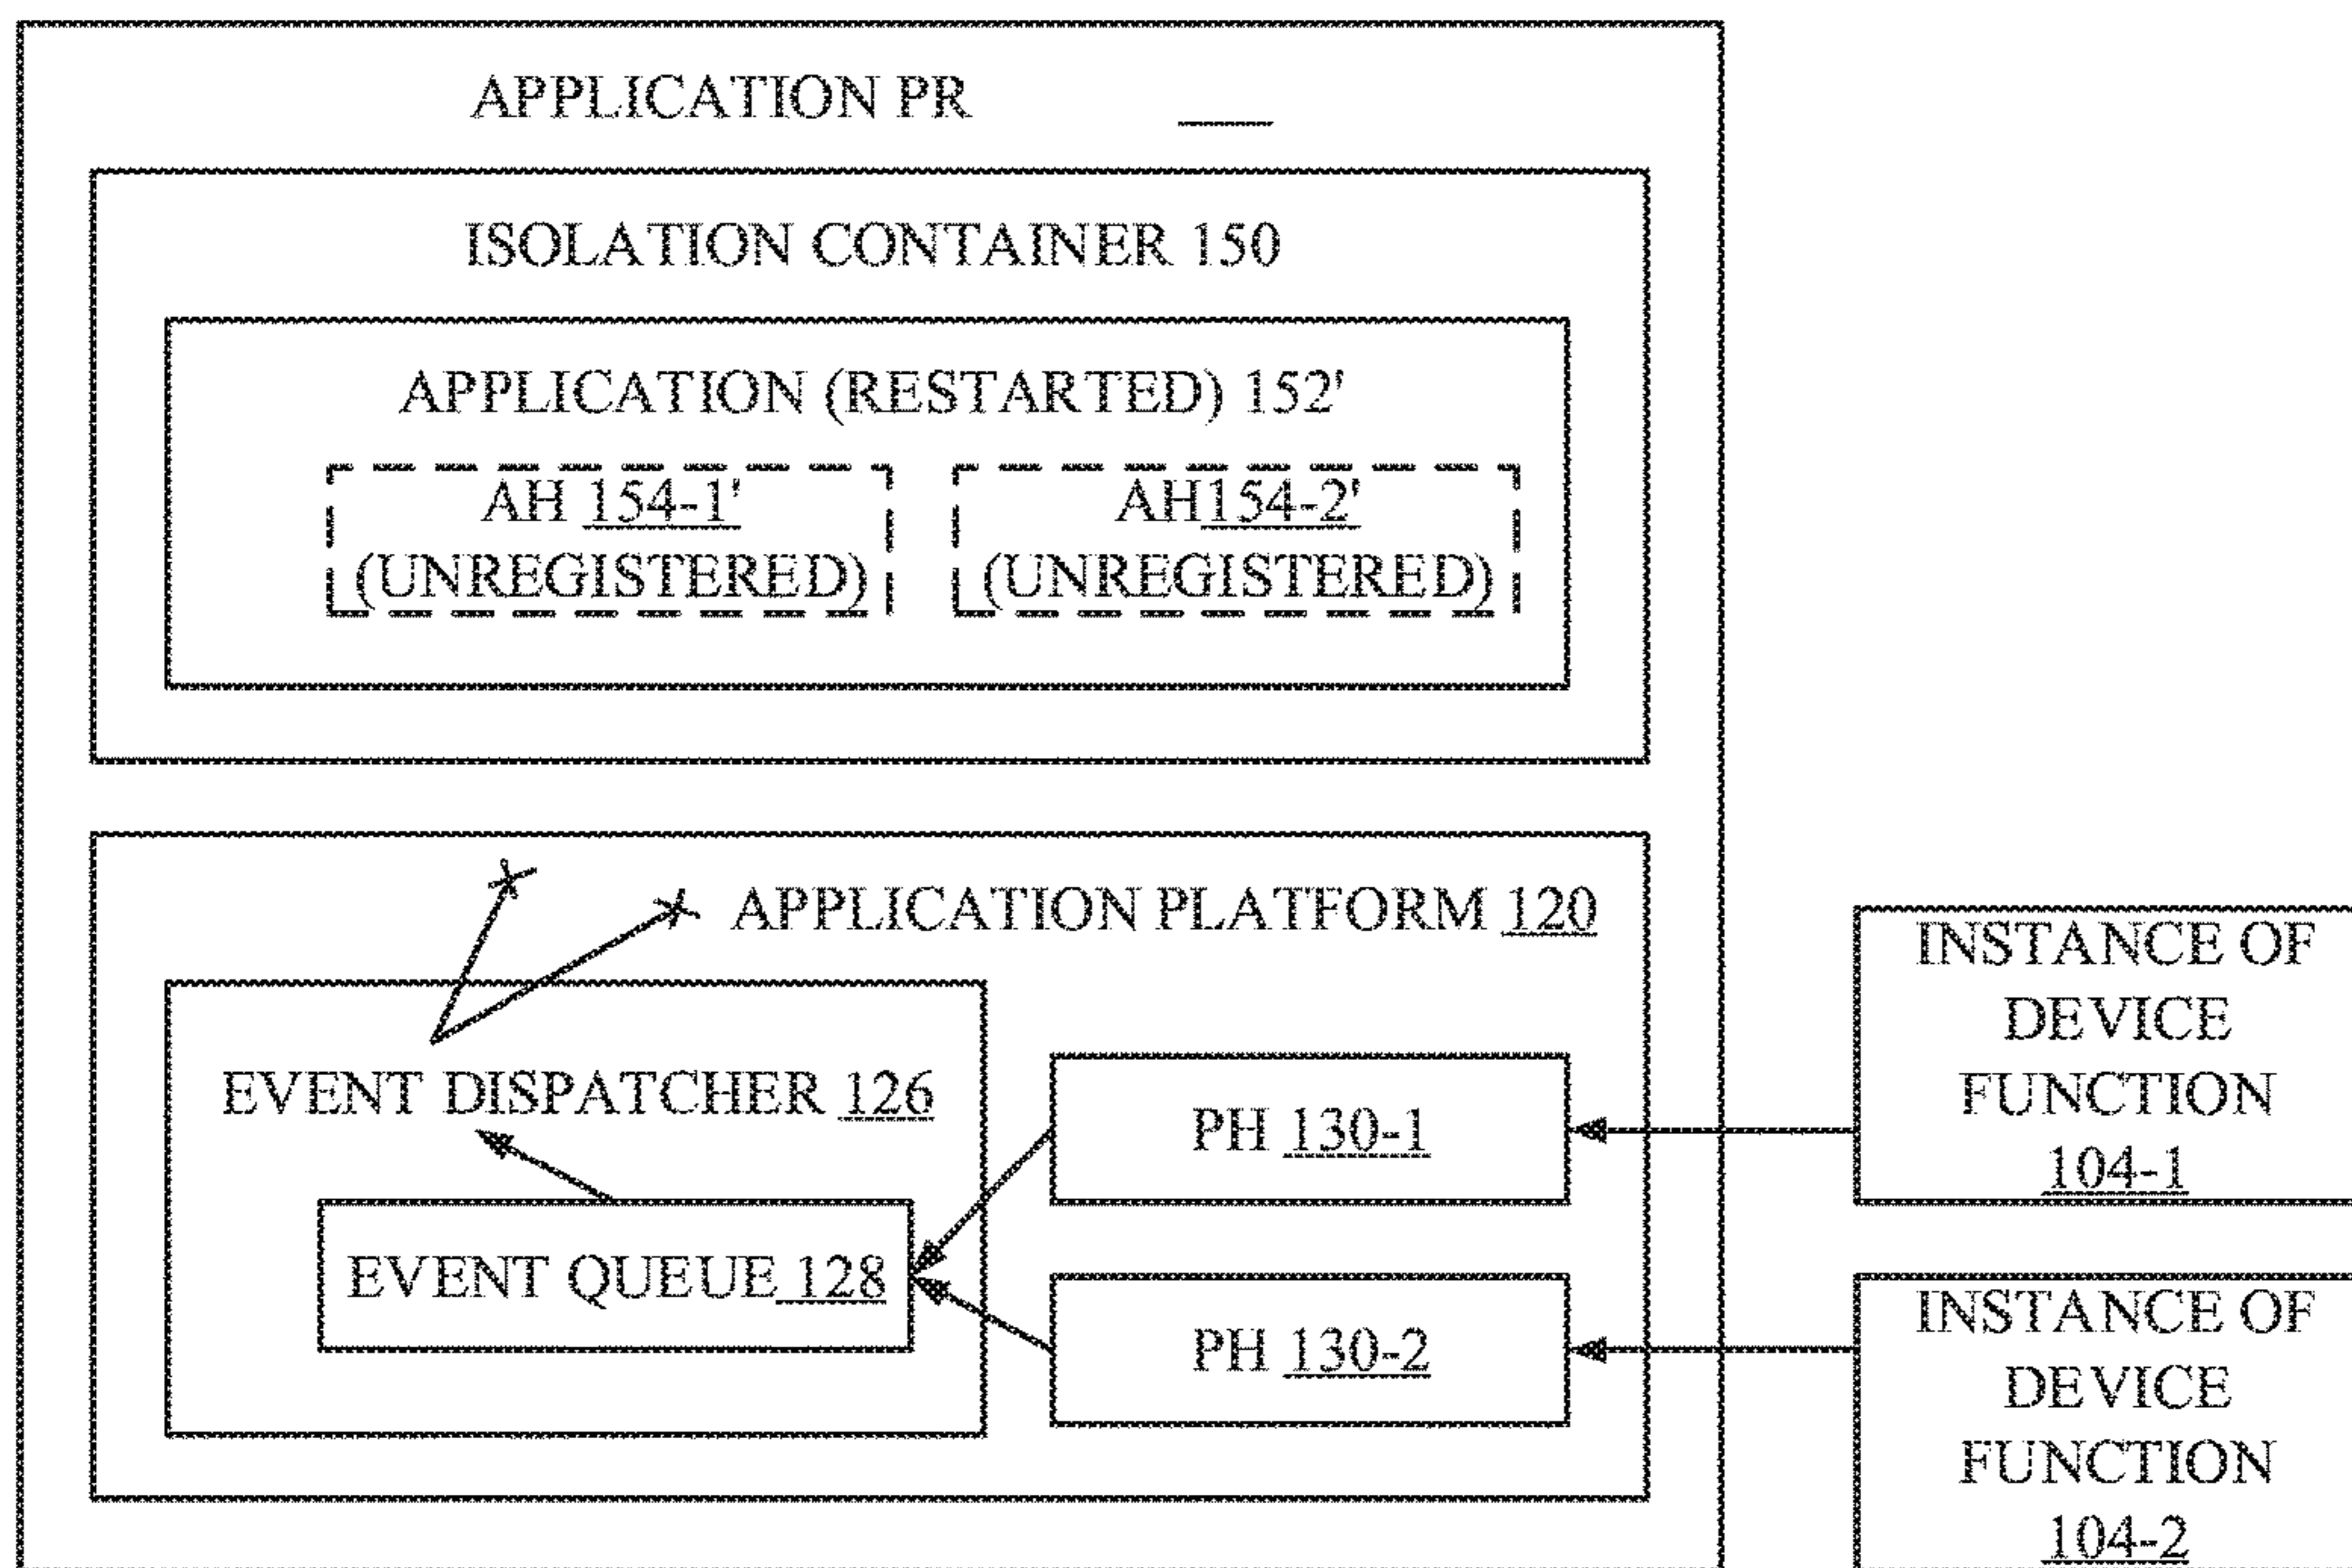 APPLICATION PR
ISOLATION CONTAINER 150
APPLICATION (RESTARTED) 152'
AH 154-1'
(UNREGISTERED)
AH154-2'
(UNREGISTERED)
APPLICATION PLATFORM 120
EVENT DISPATCHER 126
EVENT QUEUE 128
PH 130-1
PH 130-2
INSTANCE OF
DEVICE
FUNCTION
104-1
INSTANCE OF
DEVICE
FUNCTION
104-2